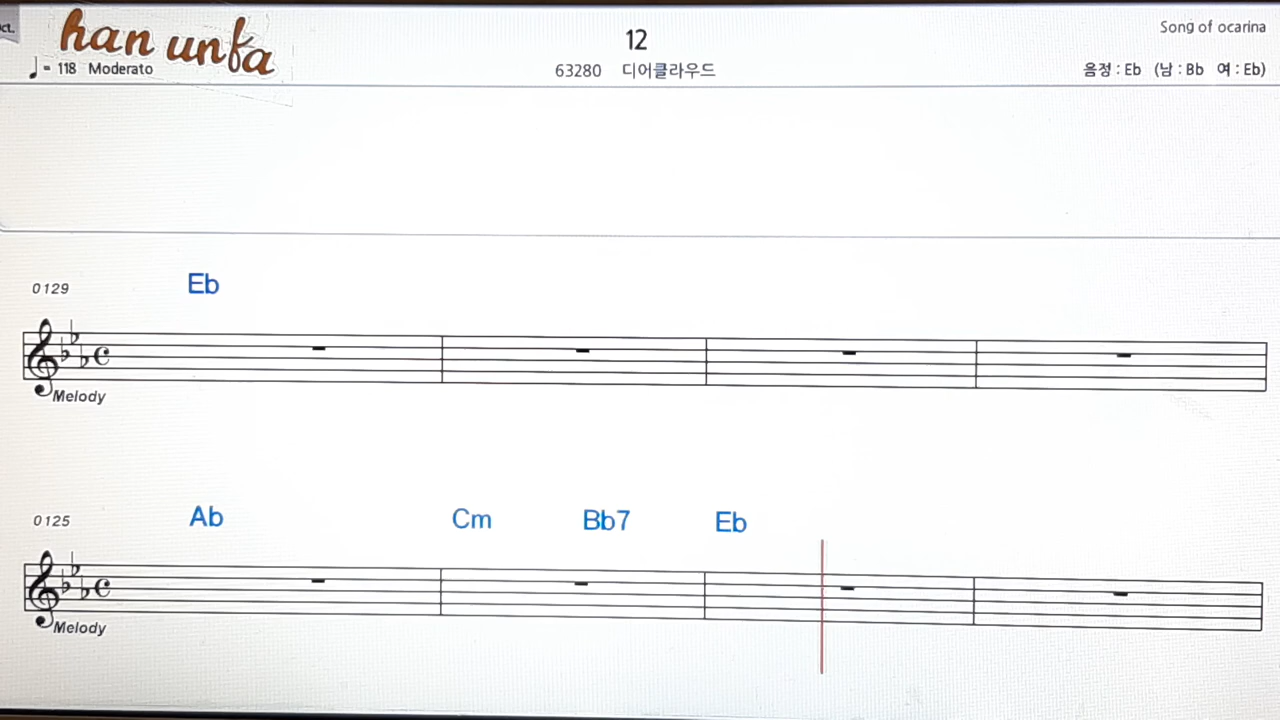 ct.
han unfa
12
Song of ocarina
♩= 118 Moderato
63280 디어클라우드
음정 : Eb (남 : Bb 여 : Eb)
0129
Eb
Melody
0125
Ab Cm Bb7 Eb
Melody